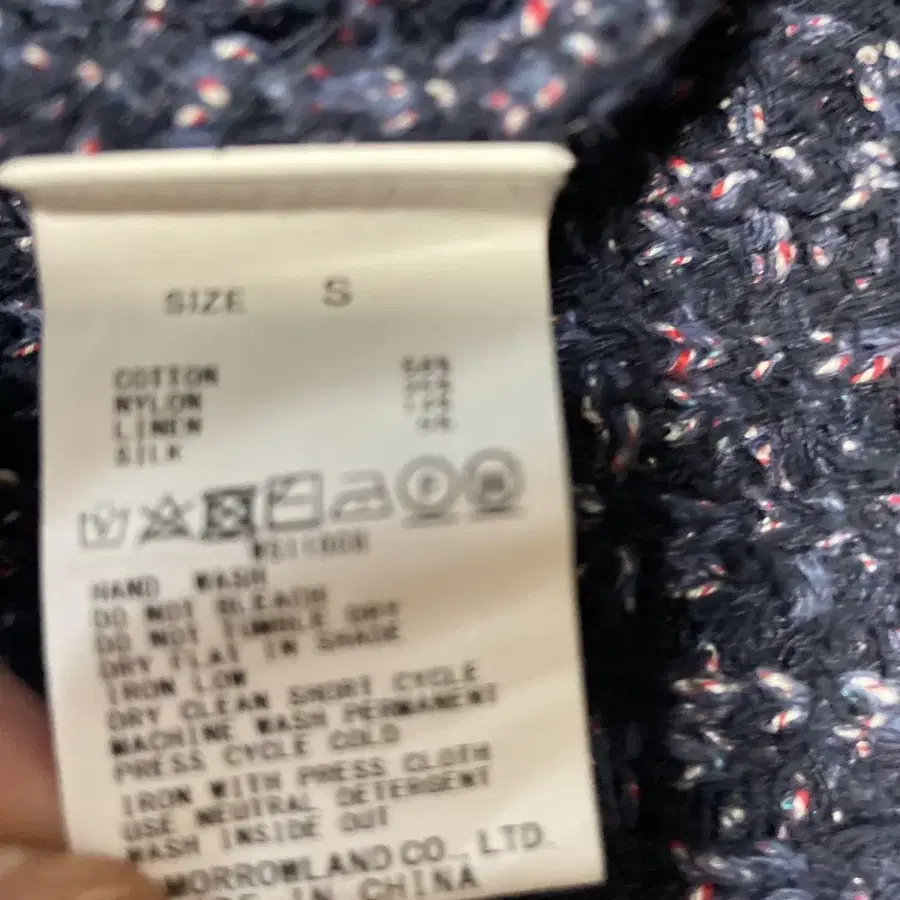 SIZE S
COTTON
NYLON
LINEN
SILK
HAND WASH
DO NOT BLEACH
DO NOT TUMBLE DRY
DRY FLAT IN SHADE
IRON LOW
DRY CLEAN SHORT CYCLE
MACHINE WASH PERMANENT
PRESS CYCLE COLD
IRON WITH PRESS CLOTH
USE NEUTRAL DETERGENT
WASH INSIDE OUT
MORROWLAND CO., LTD.
IN CHINA